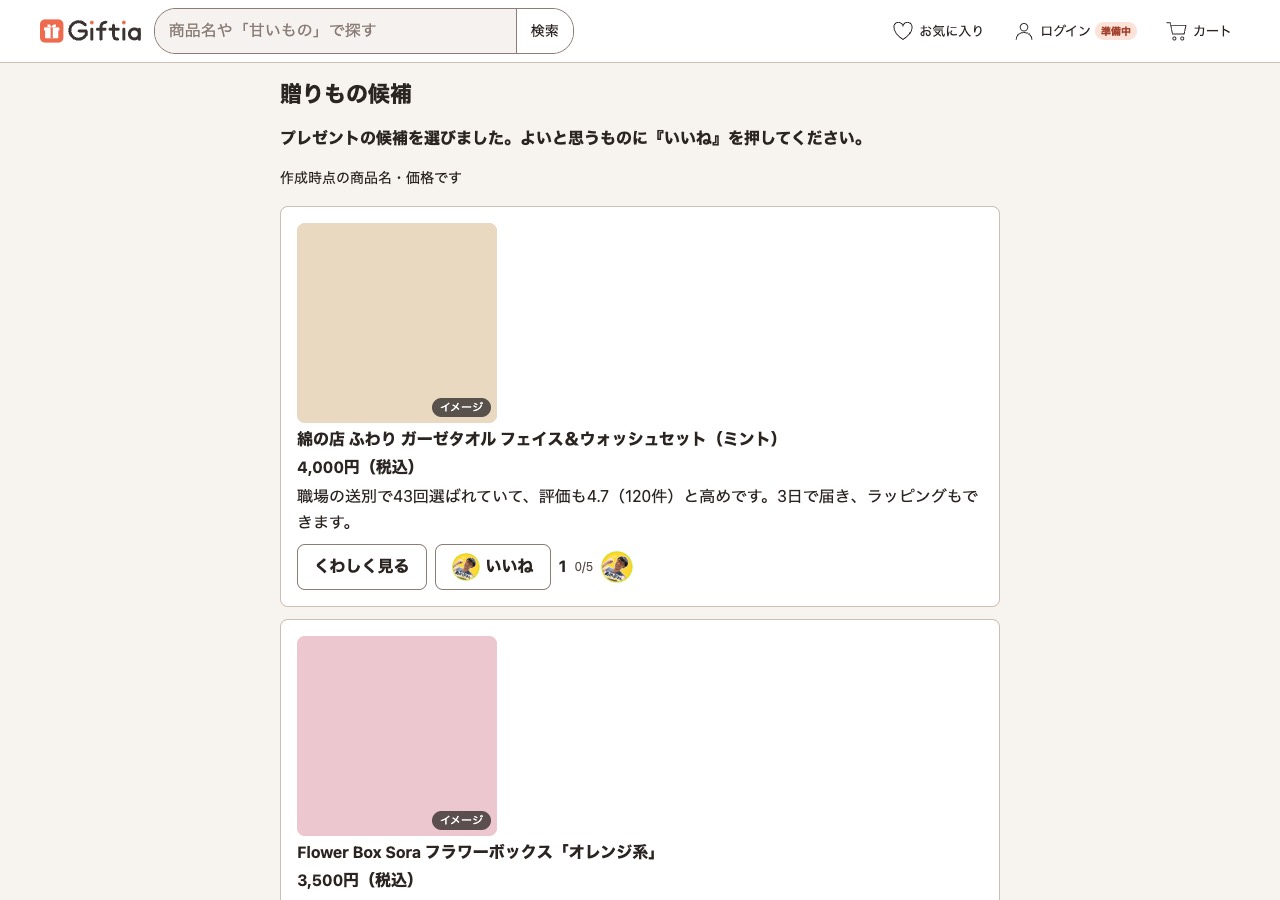 Giftia
商品名や「甘いもの」で探す
検索
お気に入り
ログイン
準備中
カート
贈りもの候補
プレゼントの候補を選びました。よいと思うものに『いいね』を押してください。
作成時点の商品名・価格です
イメージ
綿の店 ふわり ガーゼタオル フェイス＆ウォッシュセット（ミント）
4,000円（税込）
職場の送別で43回選ばれていて、評価も4.7（120件）と高めです。3日で届き、ラッピングもで
きます。
くわしく見る
いいね
1
0/5
イメージ
Flower Box Sora フラワーボックス「オレンジ系」
3,500円（税込）